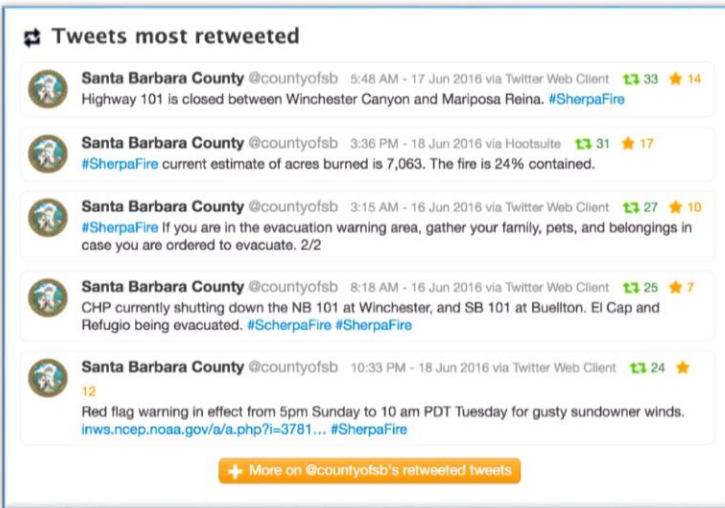 Tweets most retweeted
Santa Barbara County @countyofsb 5:48 AM - 17 Jun 2016 via Twitter Web Client 33 14
Highway 101 is closed between Winchester Canyon and Mariposa Reina. #SherpaFire
Santa Barbara County @countyofsb 3:36 PM - 18 Jun 2016 via Hootsuite 31 17
#SherpaFire current estimate of acres burned is 7,063. The fire is 24% contained.
Santa Barbara County @countyofsb 3:15 AM - 16 Jun 2016 via Twitter Web Client 27 10
#SherpaFire If you are in the evacuation warning area, gather your family, pets, and belongings in
case you are ordered to evacuate. 2/2
Santa Barbara County @countyofsb 8:18 AM - 16 Jun 2016 via Twitter Web Client 25 7
CHP currently shutting down the NB 101 at Winchester, and SB 101 at Buellton. El Cap and
Refugio being evacuated. #ScherpaFire #SherpaFire
Santa Barbara County @countyofsb 10:33 PM - 18 Jun 2016 via Twitter Web Client 24
12
Red flag warning in effect from 5pm Sunday to 10 am PDT Tuesday for gusty sundowner winds.
inws.ncep.noaa.gov/a/a.php?i=3781... #SherpaFire
More on @countyofsb's retweeted tweets